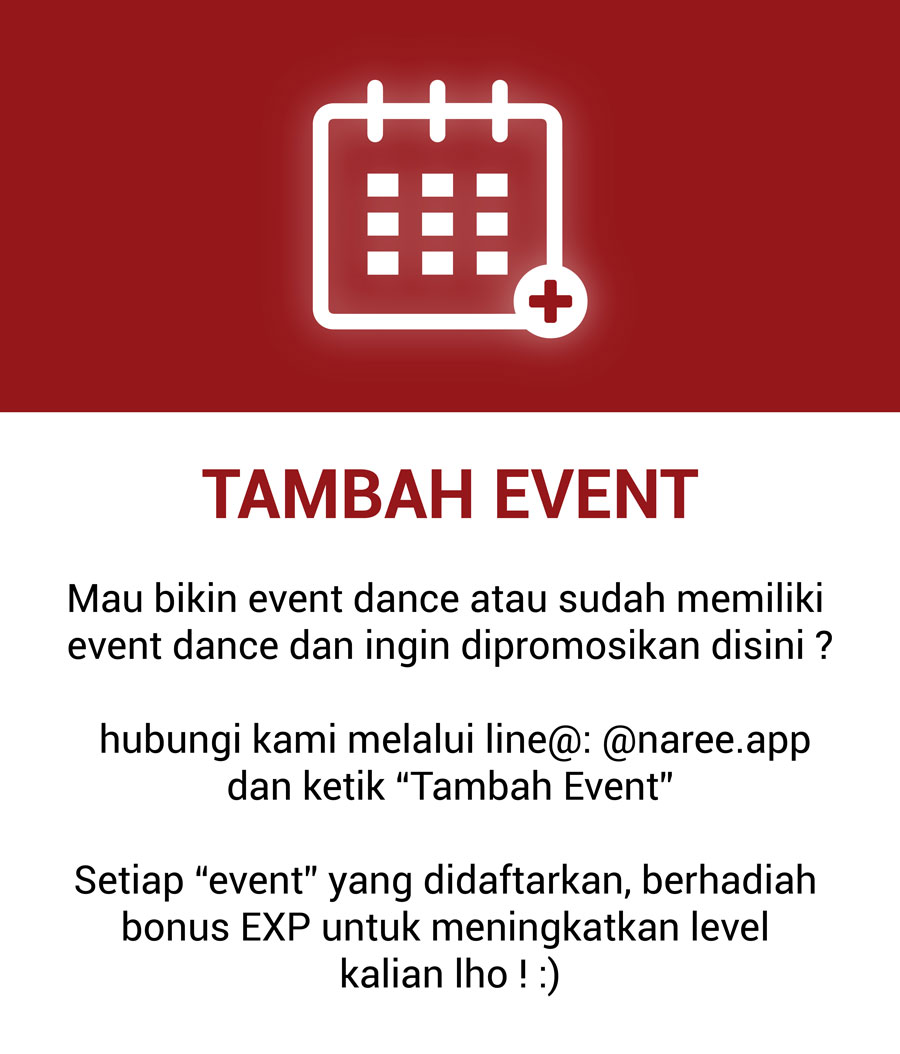 TAMBAH EVENT
Mau bikin event dance atau sudah memiliki
event dance dan ingin dipromosikan disini ?
hubungi kami melalui line@: @naree.app
dan ketik “Tambah Event”
Setiap “event” yang didaftarkan, berhadiah
bonus EXP untuk meningkatkan level
kalian lho ! :)